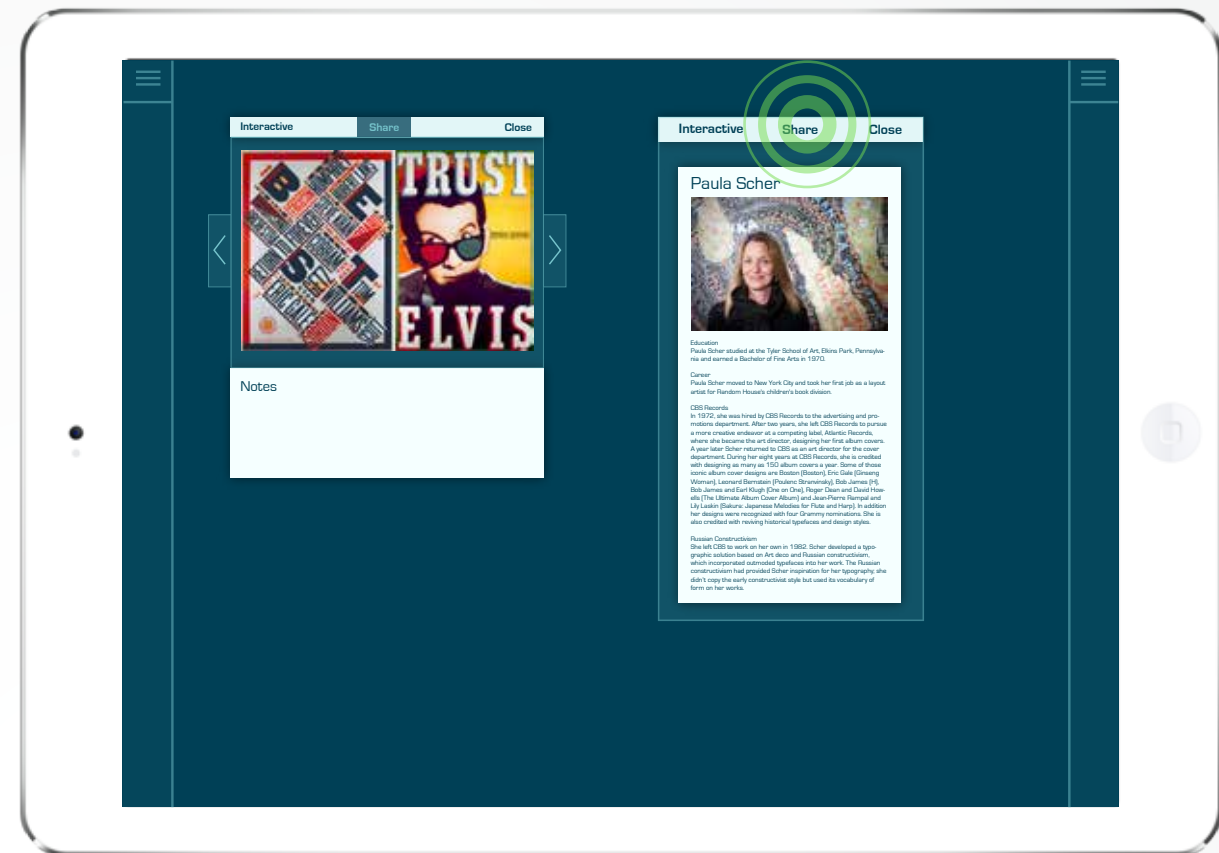 Interactive Share Close
TRUST
ELVIS
BEST
Notes
Interactive Share Close
Paula Scher
Education
Paula Scher studied at the Tyler School of Art, Elkins Park, Pennsylva-
nia and earned a Bachelor of Fine Arts in 1970.
Career
Paula Scher moved to New York City and took her first job as a layout
artist for Random House's children's book division.
CBS Records
In 1972, she was hired by CBS Records to the advertising and pro-
motions department. After two years, she left CBS Records to pursue
a more creative endeavor at a competing label, Atlantic Records,
where she became the art director, designing her first album covers.
A year later Scher returned to CBS as an art director for the cover
department. During her eight years at CBS Records, she is credited
with designing as many as 150 album covers a year. Some of those
iconic album cover designs are Boston (Boston), Eric Gale (Ginseng
Woman), Leonard Bernstein (Poulenc Stranvinsky), Bob James (H),
Bob James and Earl Klugh (One on One), Roger Dean and David How-
ells (The Ultimate Album Cover Album) and Jean-Pierre Rampal and
Lily Laskin (Sakura: Japanese Melodies for Flute and Harp). In addition
her designs were recognized with four Grammy nominations. She is
also credited with reviving historical typefaces and design styles.
Russian Constructivism
She left CBS to work on her own in 1982. Scher developed a typo-
graphic solution based on Art deco and Russian constructivism,
which incorporated outmoded typefaces into her work. The Russian
constructivism had provided Scher inspiration for her typography, she
didn't copy the early constructivist style but used its vocabulary of
form on her works.